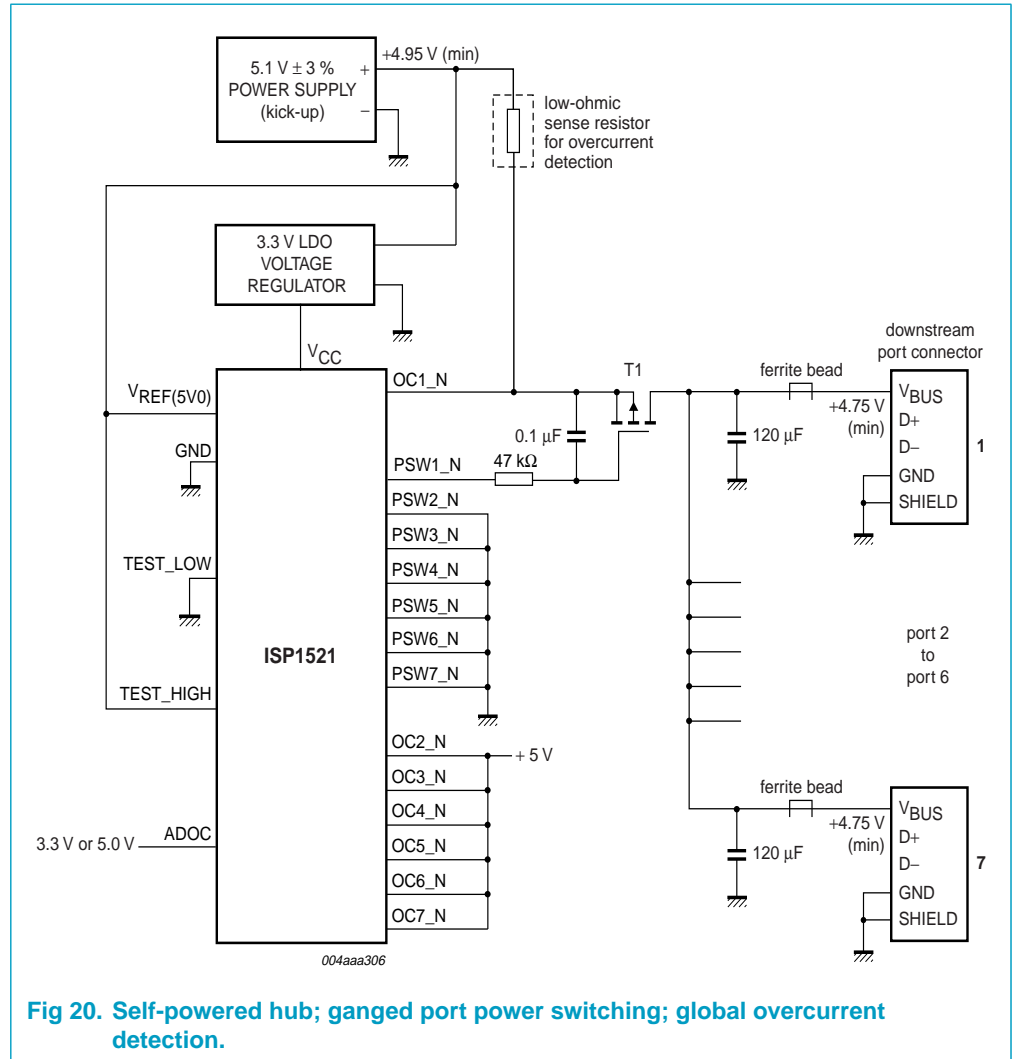 5.1 V ± 3 %
POWER SUPPLY
(kick-up)
+
−
+4.95 V (min)
low-ohmic
sense resistor
for overcurrent
detection
3.3 V LDO
VOLTAGE
REGULATOR
VCC
VREF(5V0)
GND
TEST_LOW
TEST_HIGH
3.3 V or 5.0 V
ADOC
ISP1521
OC1_N
PSW1_N
PSW2_N
PSW3_N
PSW4_N
PSW5_N
PSW6_N
PSW7_N
OC2_N
OC3_N
OC4_N
OC5_N
OC6_N
OC7_N
+ 5 V
0.1 μF
47 kΩ
T1
ferrite bead
120 μF
downstream
port connector
+4.75 V
(min)
VBUS
D+
D−
GND
SHIELD
1
port 2
to
port 6
ferrite bead
120 μF
+4.75 V
(min)
VBUS
D+
D−
GND
SHIELD
7
004aaa306
Fig 20. Self-powered hub; ganged port power switching; global overcurrent
detection.